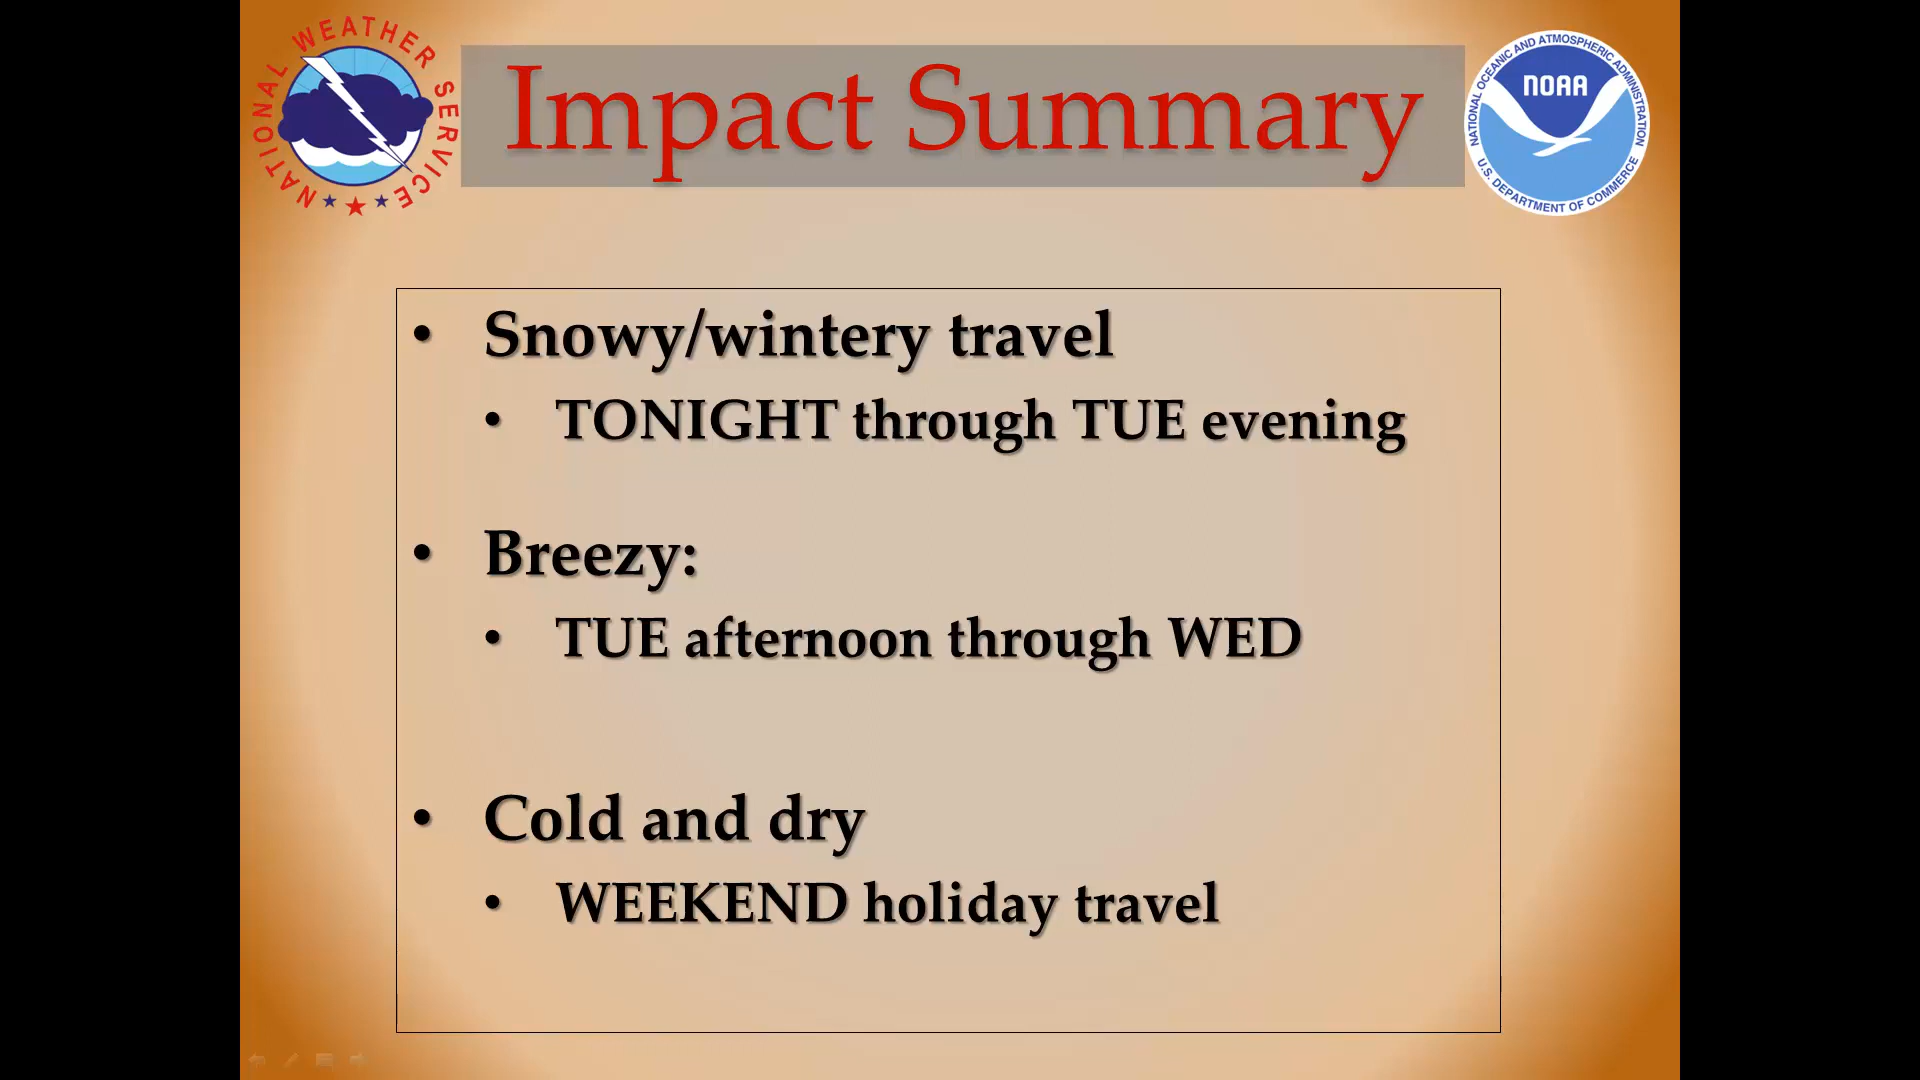 NATIONAL WEATHER SERVICE
Impact Summary
NATIONAL OCEANIC AND ATMOSPHERIC ADMINISTRATION
NOAA
U.S. DEPARTMENT OF COMMERCE
• Snowy/wintery travel
• TONIGHT through TUE evening
• Breezy:
• TUE afternoon through WED
• Cold and dry
• WEEKEND holiday travel